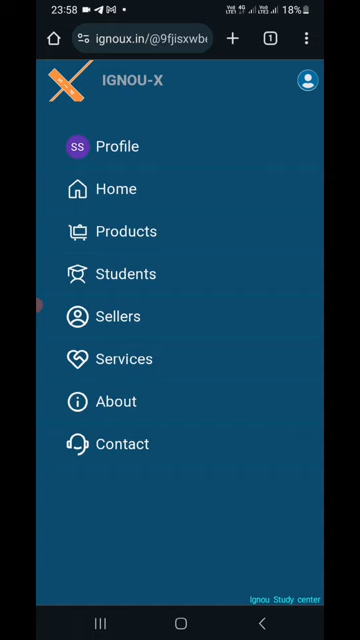 23:58
18%
ignoux.in/@9fjisxwb
1
IGNOU-X
SS Profile
Home
Products
Students
Sellers
Services
About
Contact
Ignou Study center